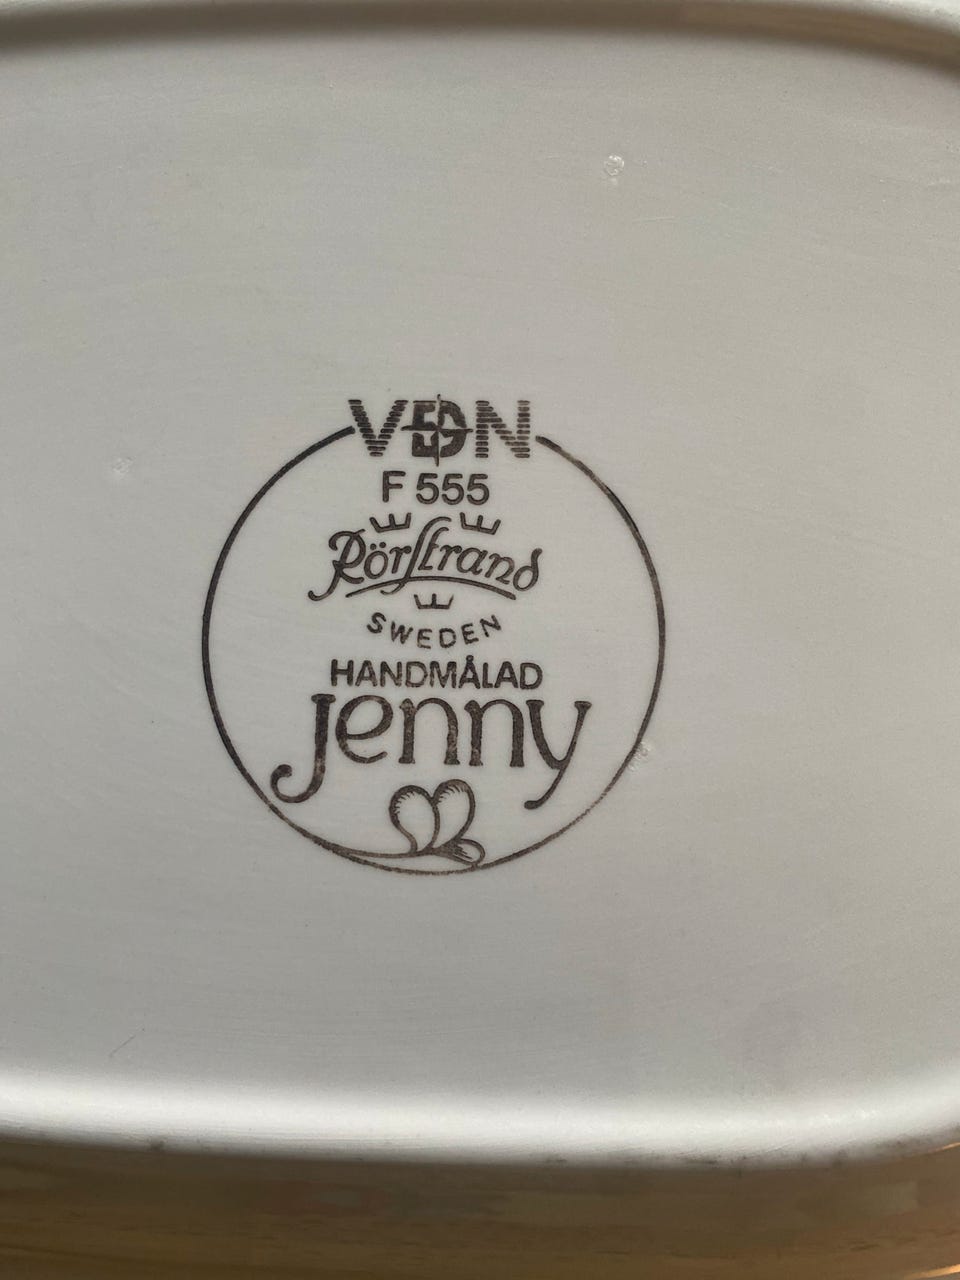 VDN
F 555
Rörstrand
SWEDEN
HANDMÅLAD
Jenny